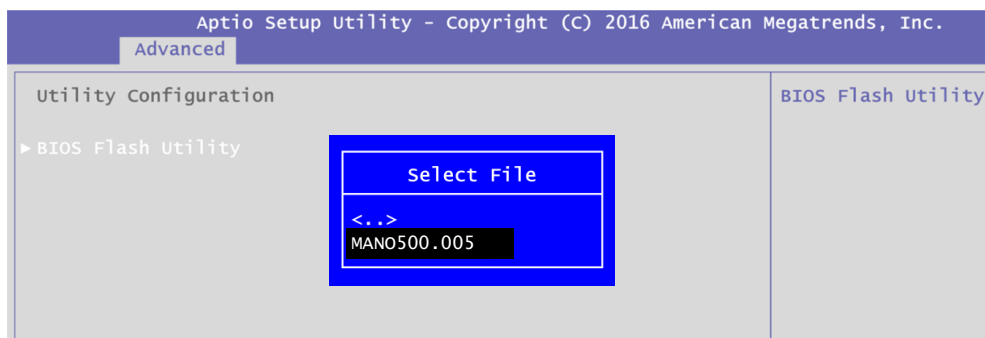 Aptio Setup Utility - Copyright (C) 2016 American Megatrends, Inc.
Advanced
Utility Configuration
BIOS Flash Utility
►BIOS Flash Utility
Select File
<..>
MANO500.005